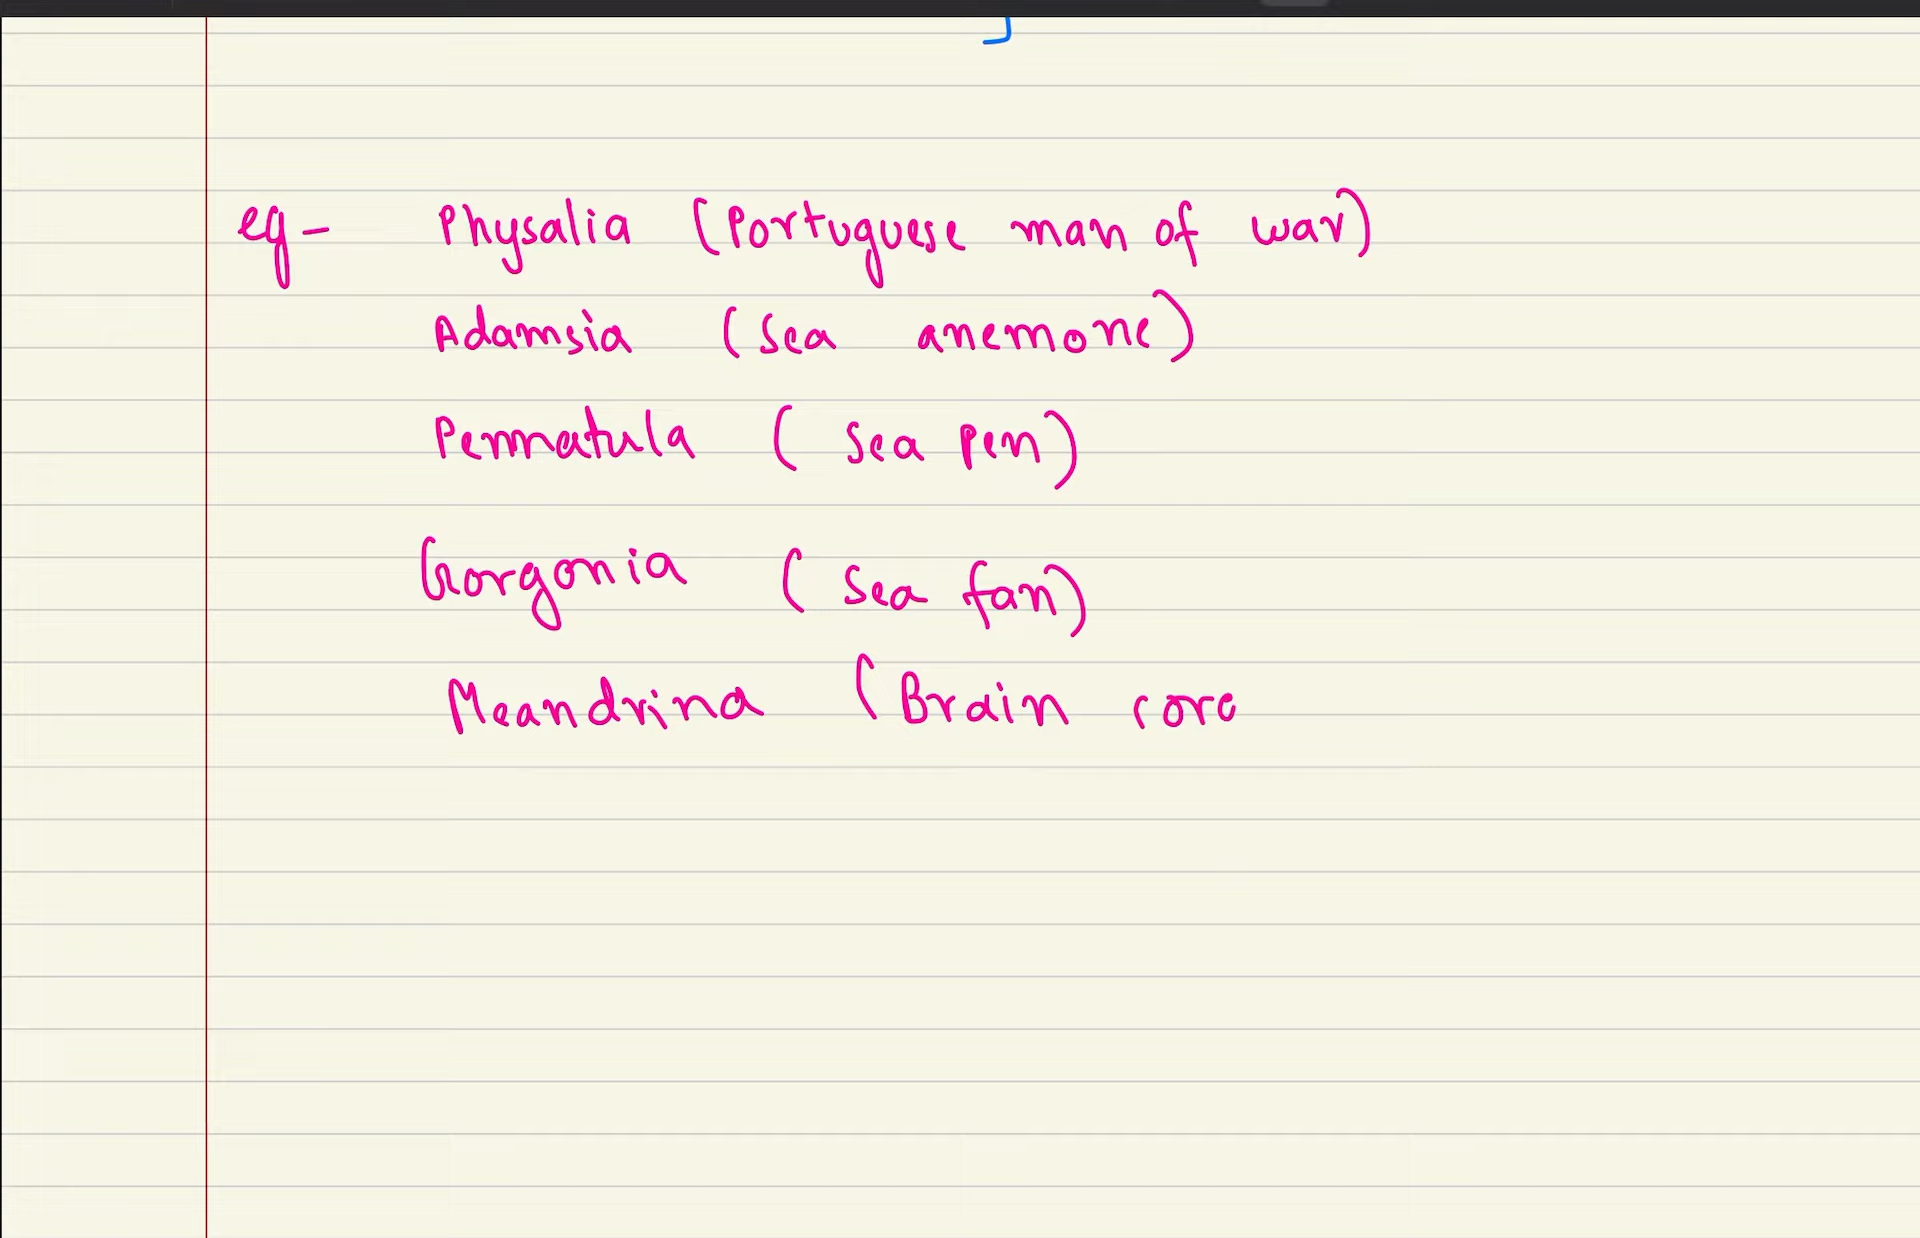 eg- Physalia (Portuguese man of war)
Adamsia (Sea anemone)
Pennatula (Sea pen)
Gorgonia (Sea fan)
Meandrina (Brain corc